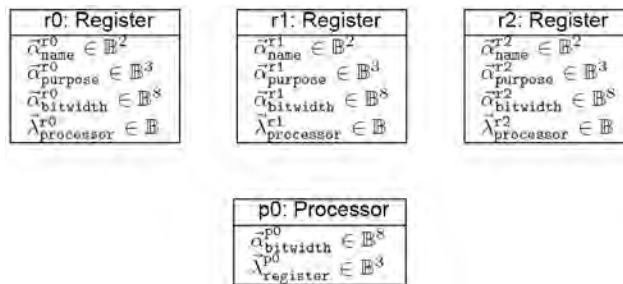 r0: Register
r1: Register
r2: Register
α⃗^r0_name ∈ 𝔹²
α⃗^r0_purpose ∈ 𝔹³
α⃗^r0_bitwidth ∈ 𝔹⁸
λ⃗^r0_processor ∈ 𝔹
α⃗^r1_name ∈ 𝔹²
α⃗^r1_purpose ∈ 𝔹³
α⃗^r1_bitwidth ∈ 𝔹⁸
λ⃗^r1_processor ∈ 𝔹
α⃗^r2_name ∈ 𝔹²
α⃗^r2_purpose ∈ 𝔹³
α⃗^r2_bitwidth ∈ 𝔹⁸
λ⃗^r2_processor ∈ 𝔹
p0: Processor
α⃗^p0_bitwidth ∈ 𝔹⁸
λ⃗^p0_register ∈ 𝔹³